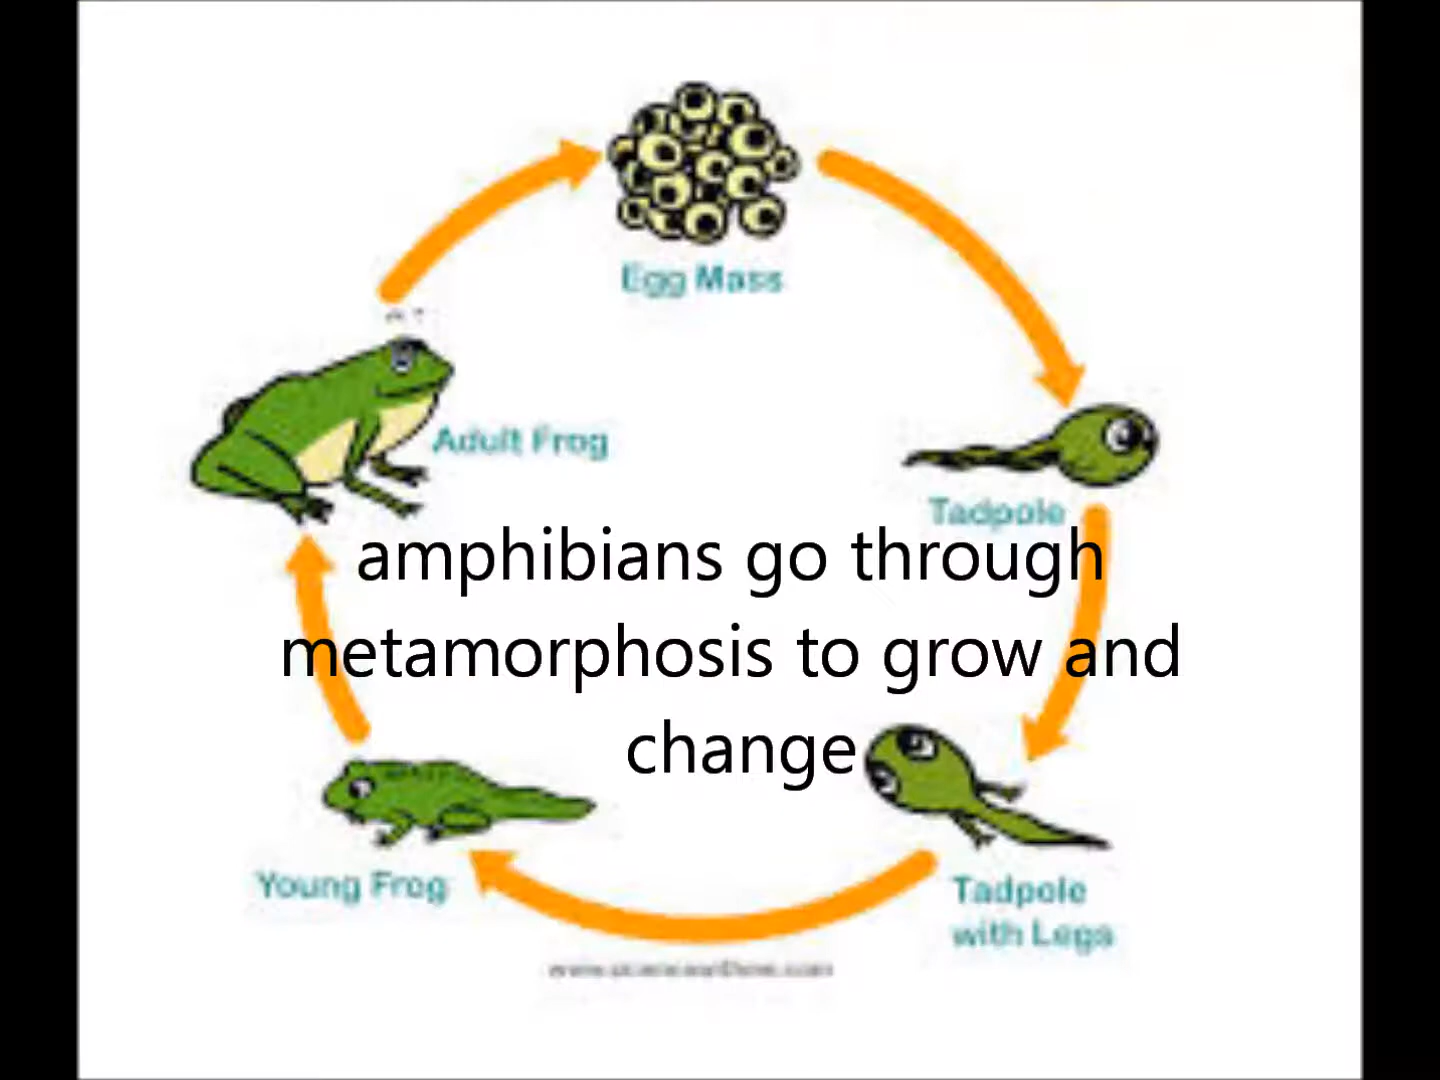 Egg Mass
Adult Frog
Tadpole
amphibians go through
metamorphosis to grow and
change
Young Frog
Tadpole
with Legs